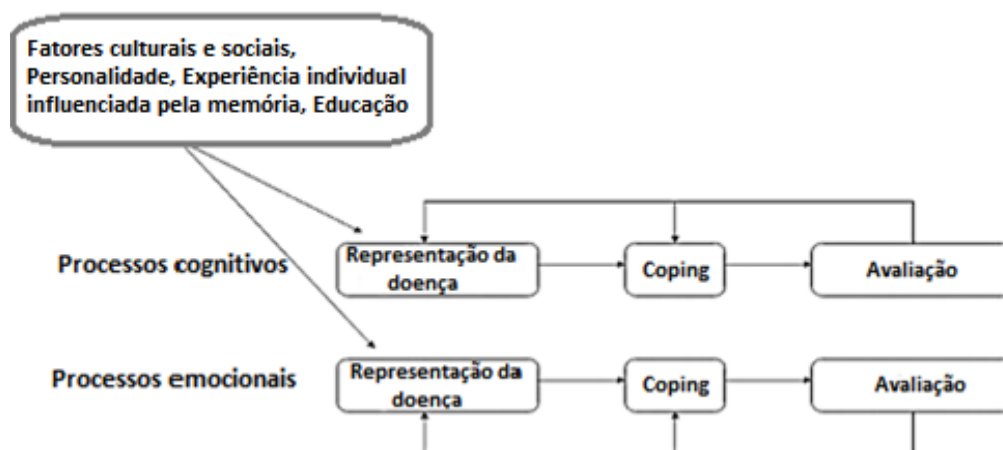 Fatores culturais e sociais,
Personalidade, Experiência individual
influenciada pela memória, Educação
Processos cognitivos
Representação da
doença
Coping
Avaliação
Processos emocionais
Representação da
doença
Coping
Avaliação